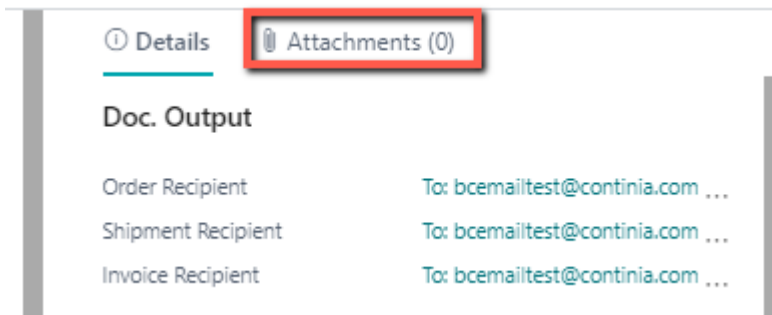 Details Attachments (0)
Doc. Output
Order Recipient To: bcemailtest@continia.com ...
Shipment Recipient To: bcemailtest@continia.com ...
Invoice Recipient To: bcemailtest@continia.com ...